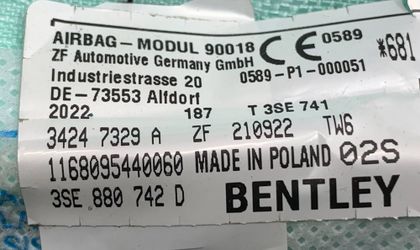 AIRBAG-MODUL 90018 CE 0589
ZF Automotive Germany GmbH
Industriestrasse 20 0589-P1-000051
DE-73553 Alfdorf
*681
2022. 187 T 3SE 741
3424 7329 A ZF 210922 TW6
1168095440060 MADE IN POLAND 02S
3SE 880 742 D BENTLEY